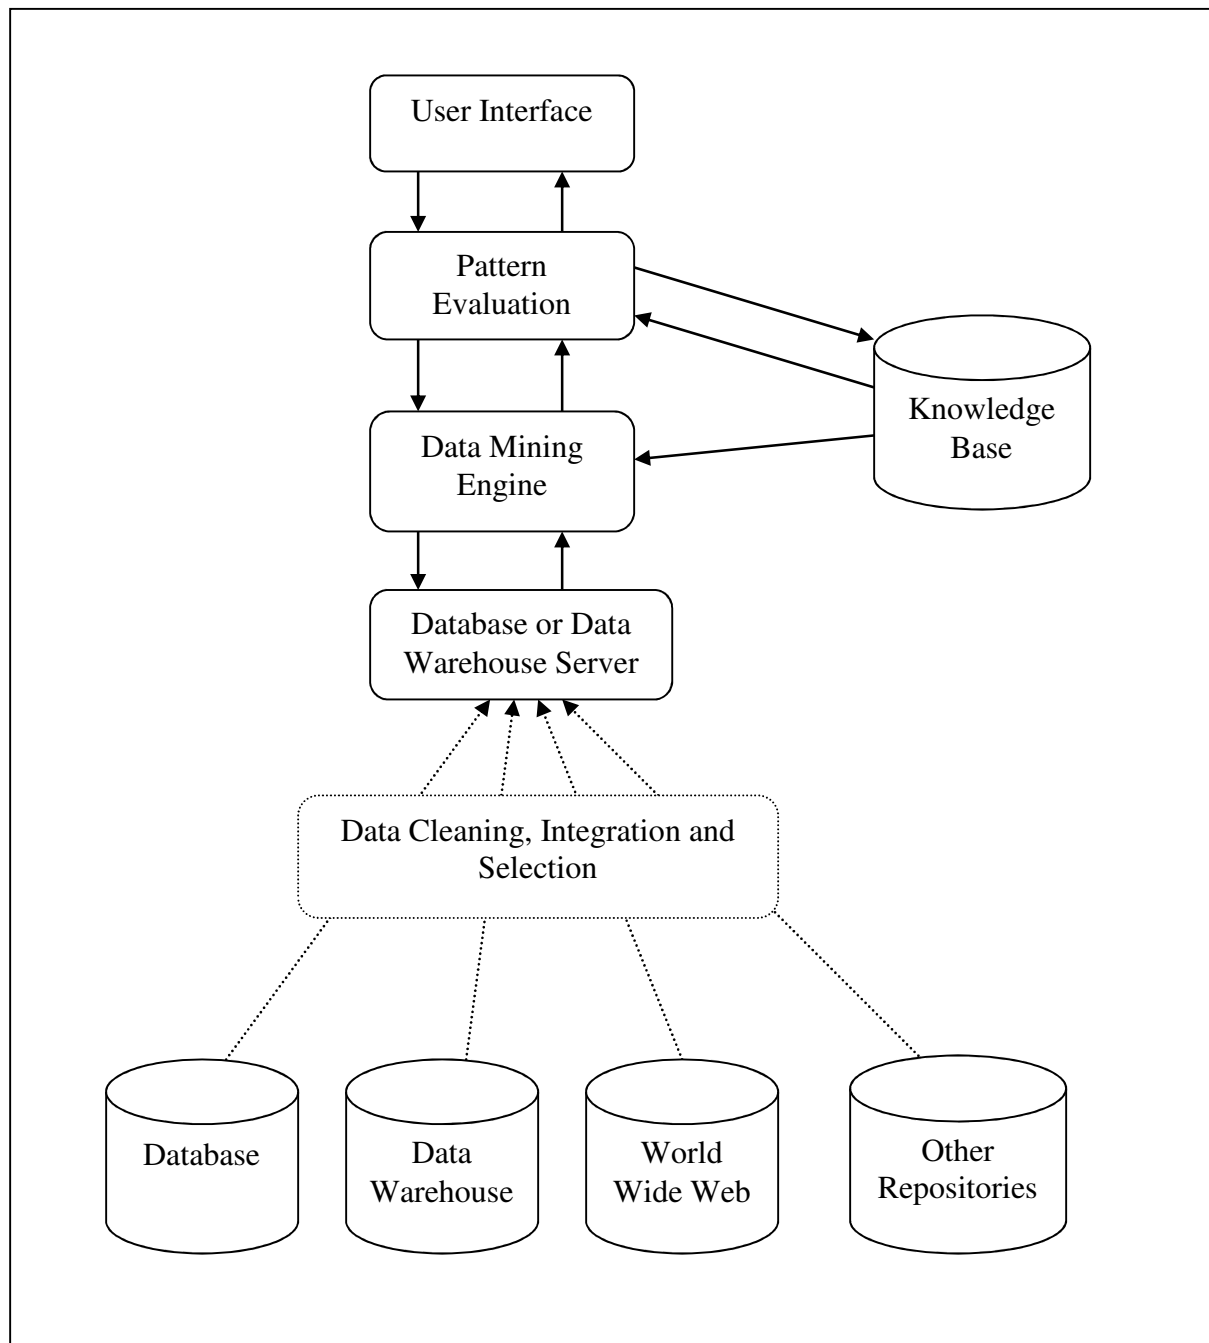 User Interface
Pattern
Evaluation
Knowledge
Base
Data Mining
Engine
Database or Data
Warehouse Server
Data Cleaning, Integration and
Selection
Database
Data
Warehouse
World
Wide Web
Other
Repositories